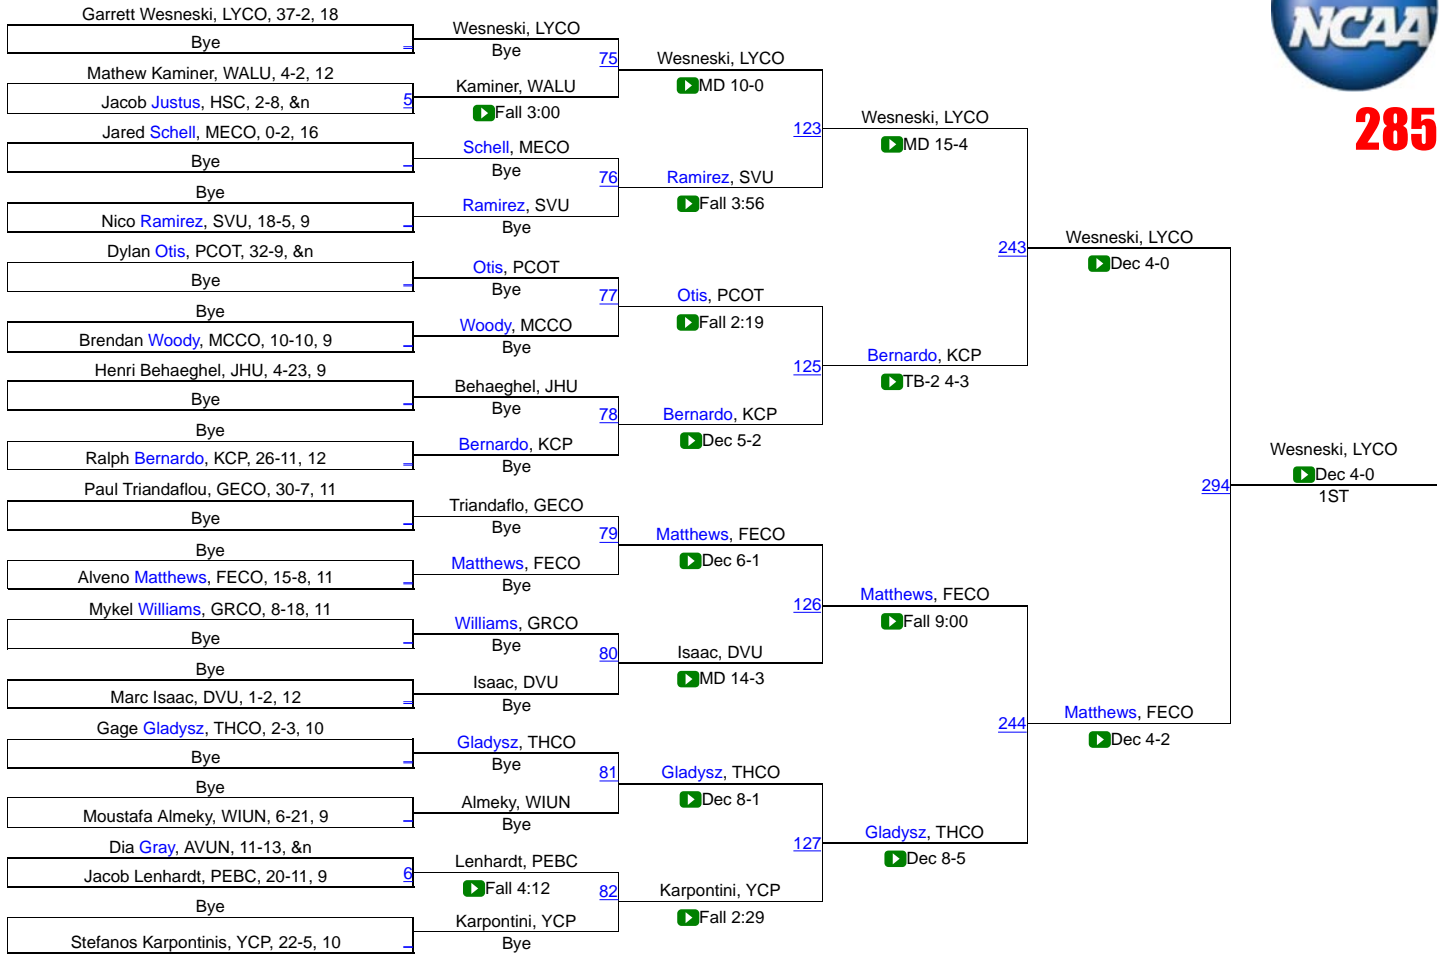 NCAA
285
Garrett Wesneski, LYCO, 37-2, 18
Bye
Mathew Kaminer, WALU, 4-2, 12
Jacob Justus, HSC, 2-8, &n
5
Jared Schell, MECO, 0-2, 16
Bye
Bye
Nico Ramirez, SVU, 18-5, 9
Dylan Otis, PCOT, 32-9, &n
Bye
Bye
Brendan Woody, MCCO, 10-10, 9
Henri Behaeghel, JHU, 4-23, 9
Bye
Bye
Ralph Bernardo, KCP, 26-11, 12
Paul Triandaflou, GECO, 30-7, 11
Bye
Bye
Alveno Matthews, FECO, 15-8, 11
Mykel Williams, GRCO, 8-18, 11
Bye
Bye
Marc Isaac, DVU, 1-2, 12
Gage Gladysz, THCO, 2-3, 10
Bye
Bye
Moustafa Almeky, WIUN, 6-21, 9
Dia Gray, AVUN, 11-13, &n
Jacob Lenhardt, PEBC, 20-11, 9
6
Bye
Stefanos Karpontinis, YCP, 22-5, 10
Wesneski, LYCO
Bye
75
Kaminer, WALU
Fall 3:00
Schell, MECO
Bye
76
Ramirez, SVU
Bye
Otis, PCOT
Bye
77
Woody, MCCO
Bye
Behaeghel, JHU
Bye
78
Bernardo, KCP
Bye
Triandaflo, GECO
Bye
79
Matthews, FECO
Bye
Williams, GRCO
Bye
80
Isaac, DVU
Bye
Gladysz, THCO
Bye
81
Almeky, WIUN
Bye
Lenhardt, PEBC
Fall 4:12
82
Karpontini, YCP
Bye
Wesneski, LYCO
MD 10-0
123
Ramirez, SVU
Fall 3:56
Otis, PCOT
Fall 2:19
125
Bernardo, KCP
Dec 5-2
Matthews, FECO
Dec 6-1
126
Isaac, DVU
MD 14-3
Gladysz, THCO
Dec 8-1
127
Karpontini, YCP
Fall 2:29
Wesneski, LYCO
MD 15-4
243
Bernardo, KCP
TB-2 4-3
Matthews, FECO
Fall 9:00
244
Gladysz, THCO
Dec 8-5
Wesneski, LYCO
Dec 4-0
294
Matthews, FECO
Dec 4-2
Wesneski, LYCO
Dec 4-0
1ST